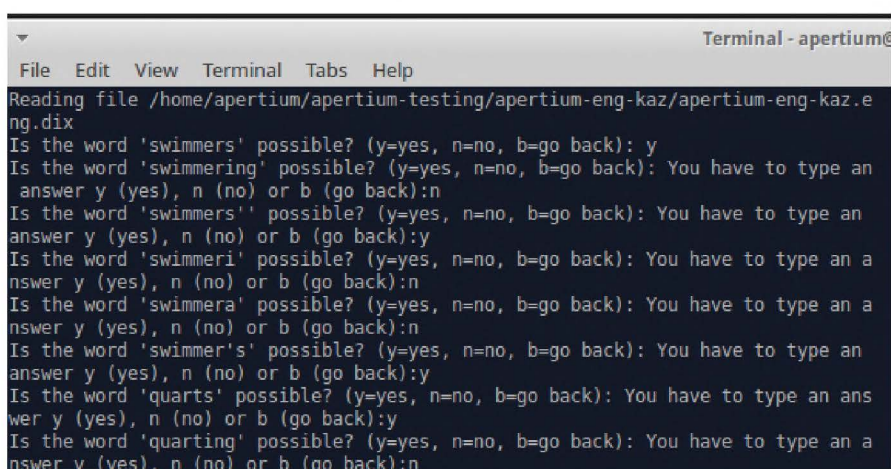 Terminal - apertium@
File Edit View Terminal Tabs Help
Reading file /home/apertium/apertium-testing/apertium-eng-kaz/apertium-eng-kaz.e
ng.dix
Is the word 'swimmers' possible? (y=yes, n=no, b=go back): y
Is the word 'swimmering' possible? (y=yes, n=no, b=go back): You have to type an
 answer y (yes), n (no) or b (go back):n
Is the word 'swimmers'' possible? (y=yes, n=no, b=go back): You have to type an
answer y (yes), n (no) or b (go back):y
Is the word 'swimmeri' possible? (y=yes, n=no, b=go back): You have to type an a
nswer y (yes), n (no) or b (go back):n
Is the word 'swimmera' possible? (y=yes, n=no, b=go back): You have to type an a
nswer y (yes), n (no) or b (go back):n
Is the word 'swimmer's' possible? (y=yes, n=no, b=go back): You have to type an
answer y (yes), n (no) or b (go back):y
Is the word 'quarts' possible? (y=yes, n=no, b=go back): You have to type an ans
wer y (yes), n (no) or b (go back):y
Is the word 'quarting' possible? (y=yes, n=no, b=go back): You have to type an a
nswer y (yes), n (no) or b (go back):n